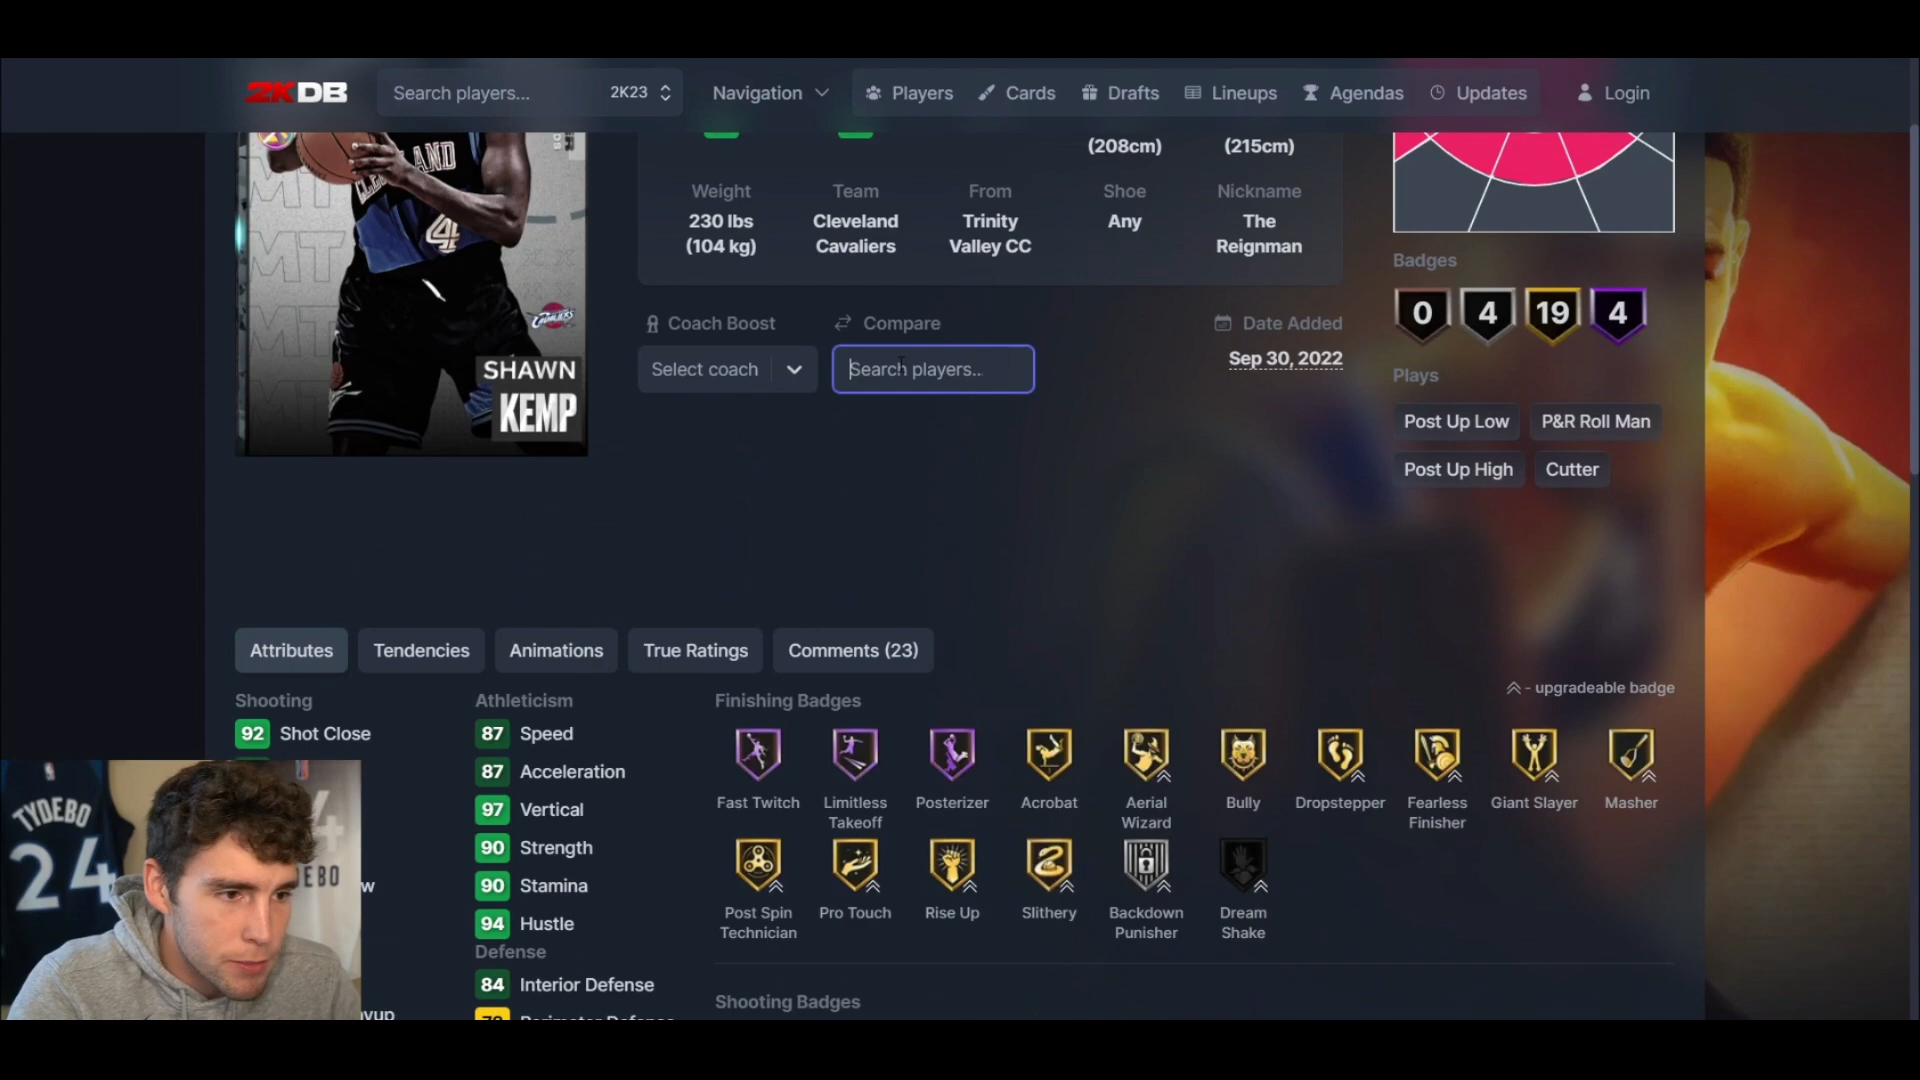 2KDB
Search players...
2K23
Navigation
Players
Cards
Drafts
Lineups
Agendas
Updates
Login
(208cm)
(215cm)
Weight
Team
From
Shoe
Nickname
230 lbs
Cleveland
Trinity
Any
The
(104 kg)
Cavaliers
Valley CC
Reignman
SHAWN
KEMP
Coach Boost
Compare
Date Added
Select coach
Search players...
Sep 30, 2022
Badges
0
4
19
4
Plays
Post Up Low
P&R Roll Man
Post Up High
Cutter
Attributes
Tendencies
Animations
True Ratings
Comments (23)
- upgradeable badge
Shooting
92 Shot Close
Athleticism
87 Speed
87 Acceleration
97 Vertical
90 Strength
90 Stamina
94 Hustle
Defense
84 Interior Defense
Finishing Badges
Fast Twitch
Limitless
Takeoff
Posterizer
Acrobat
Aerial
Wizard
Bully
Dropstepper
Fearless
Finisher
Giant Slayer
Masher
Post Spin
Technician
Pro Touch
Rise Up
Slithery
Backdown
Punisher
Dream
Shake
Shooting Badges
TYDEBO
24